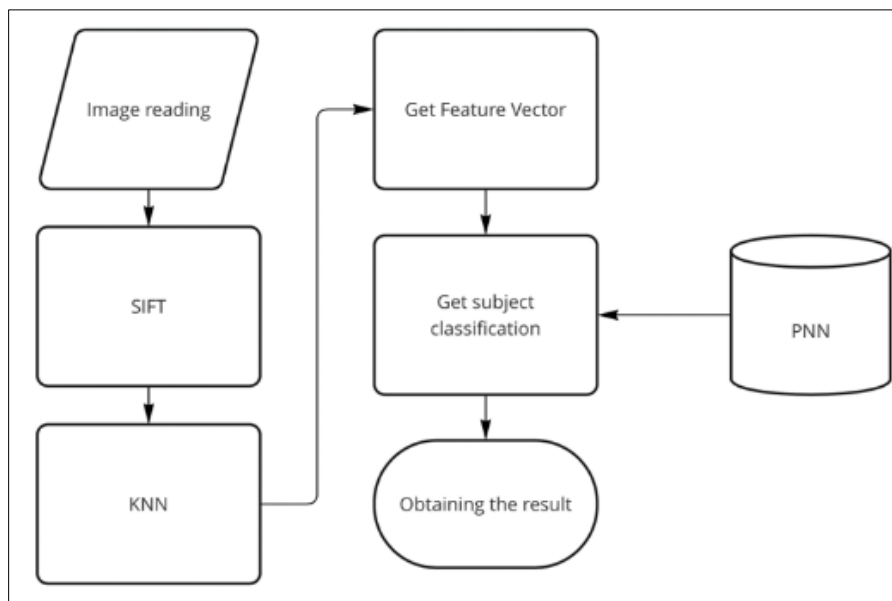 Image reading
SIFT
KNN
Get Feature Vector
Get subject
classification
PNN
Obtaining the result